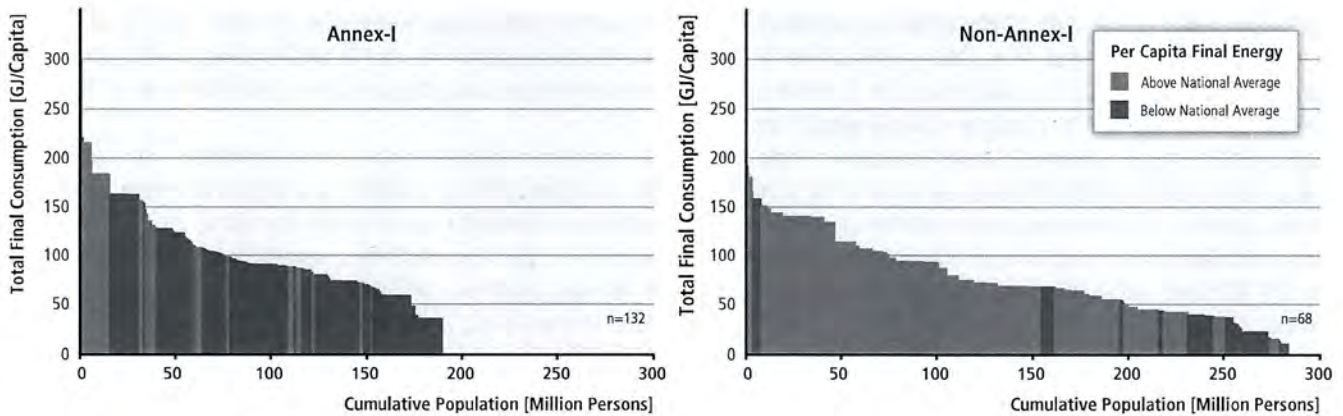 Total Final Consumption [GJ/Capita]
Annex-I
300
250
200
150
100
50
0
n=132
0 50 100 150 200 250 300
Cumulative Population [Million Persons]
Total Final Consumption [GJ/Capita]
Non-Annex-I
Per Capita Final Energy
Above National Average
Below National Average
300
250
200
150
100
50
0
n=68
0 50 100 150 200 250 300
Cumulative Population [Million Persons]